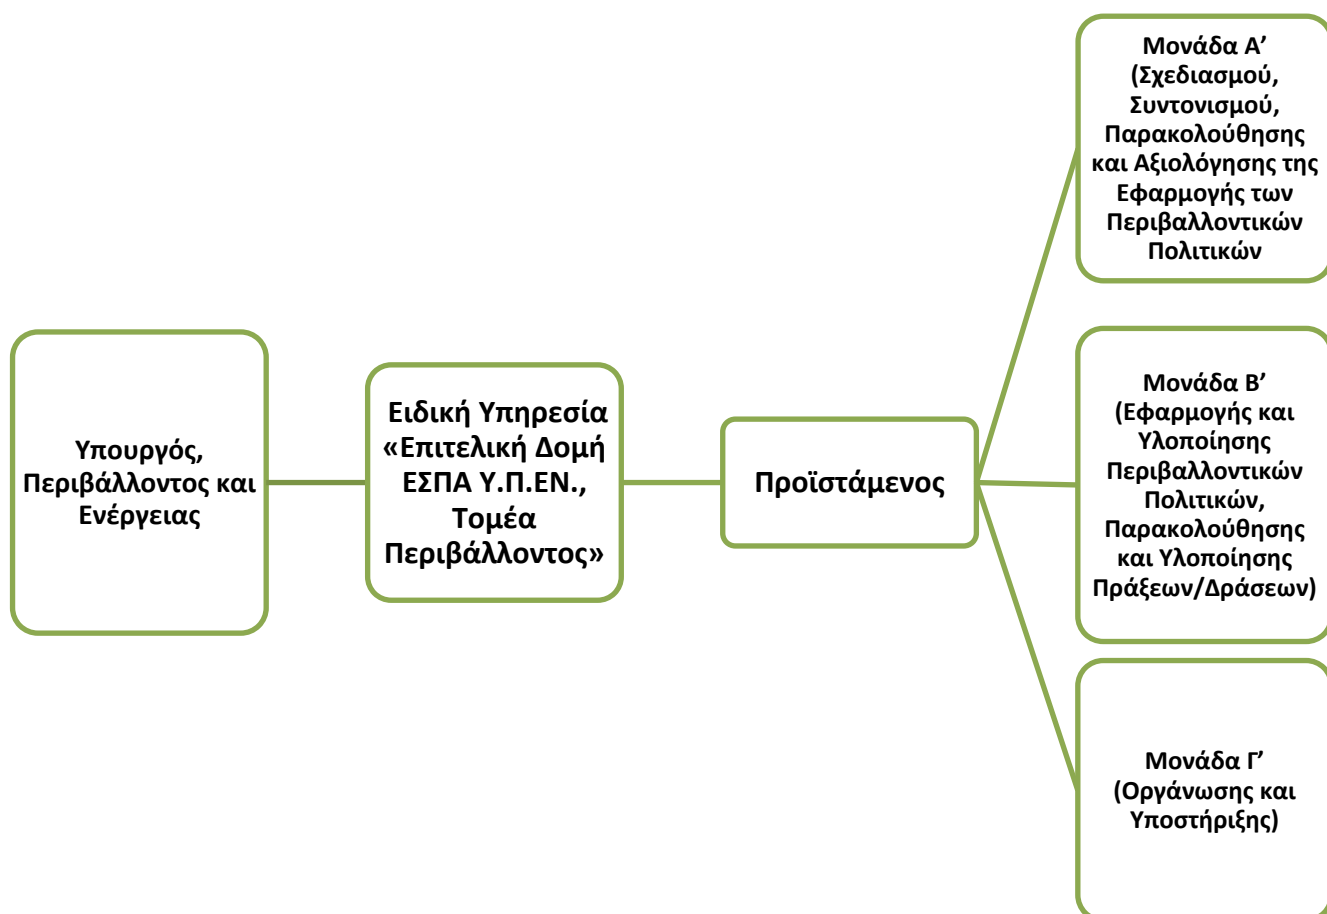 Υπουργός,
Περιβάλλοντος και
Ενέργειας
Ειδική Υπηρεσία
«Επιτελική Δομή
ΕΣΠΑ Υ.Π.ΕΝ.,
Τομέα
Περιβάλλοντος»
Προϊστάμενος
Μονάδα Α’
(Σχεδιασμού,
Συντονισμού,
Παρακολούθησης
και Αξιολόγησης της
Εφαρμογής των
Περιβαλλοντικών
Πολιτικών
Μονάδα Β’
(Εφαρμογής και
Υλοποίησης
Περιβαλλοντικών
Πολιτικών,
Παρακολούθησης
και Υλοποίησης
Πράξεων/Δράσεων)
Μονάδα Γ’
(Οργάνωσης και
Υποστήριξης)